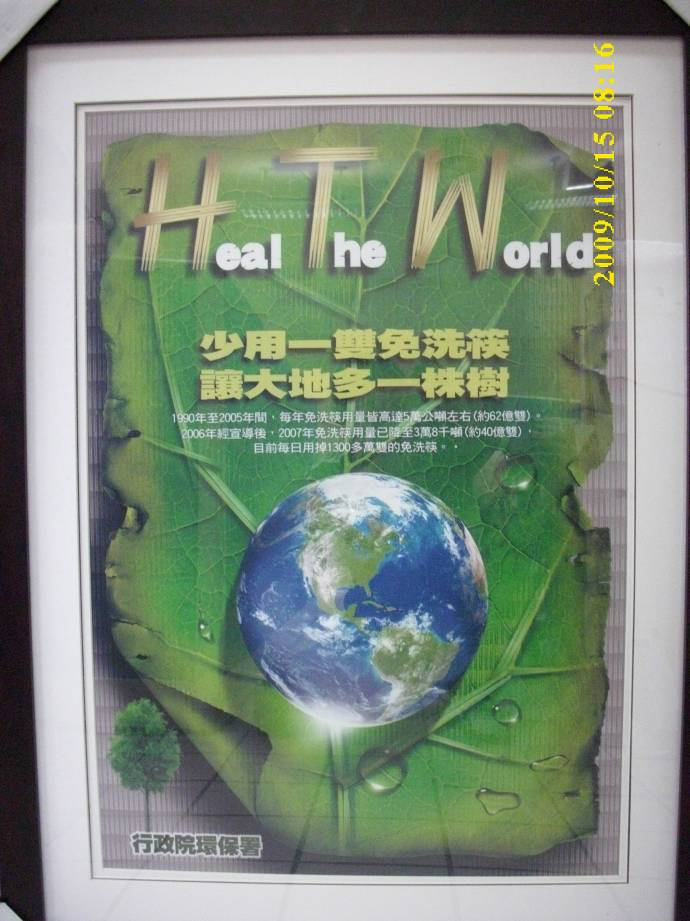 Heal The World
少用一雙免洗筷
讓大地多一株樹
1990年至2005年間，每年免洗筷用量皆高達5萬公噸左右(約62億雙)。
2006年經宣導後，2007年免洗筷用量已降至3萬8千噸(約40億雙)，
目前每日用掉1300多萬雙的免洗筷。
行政院環保署
2009/10/15 08:16